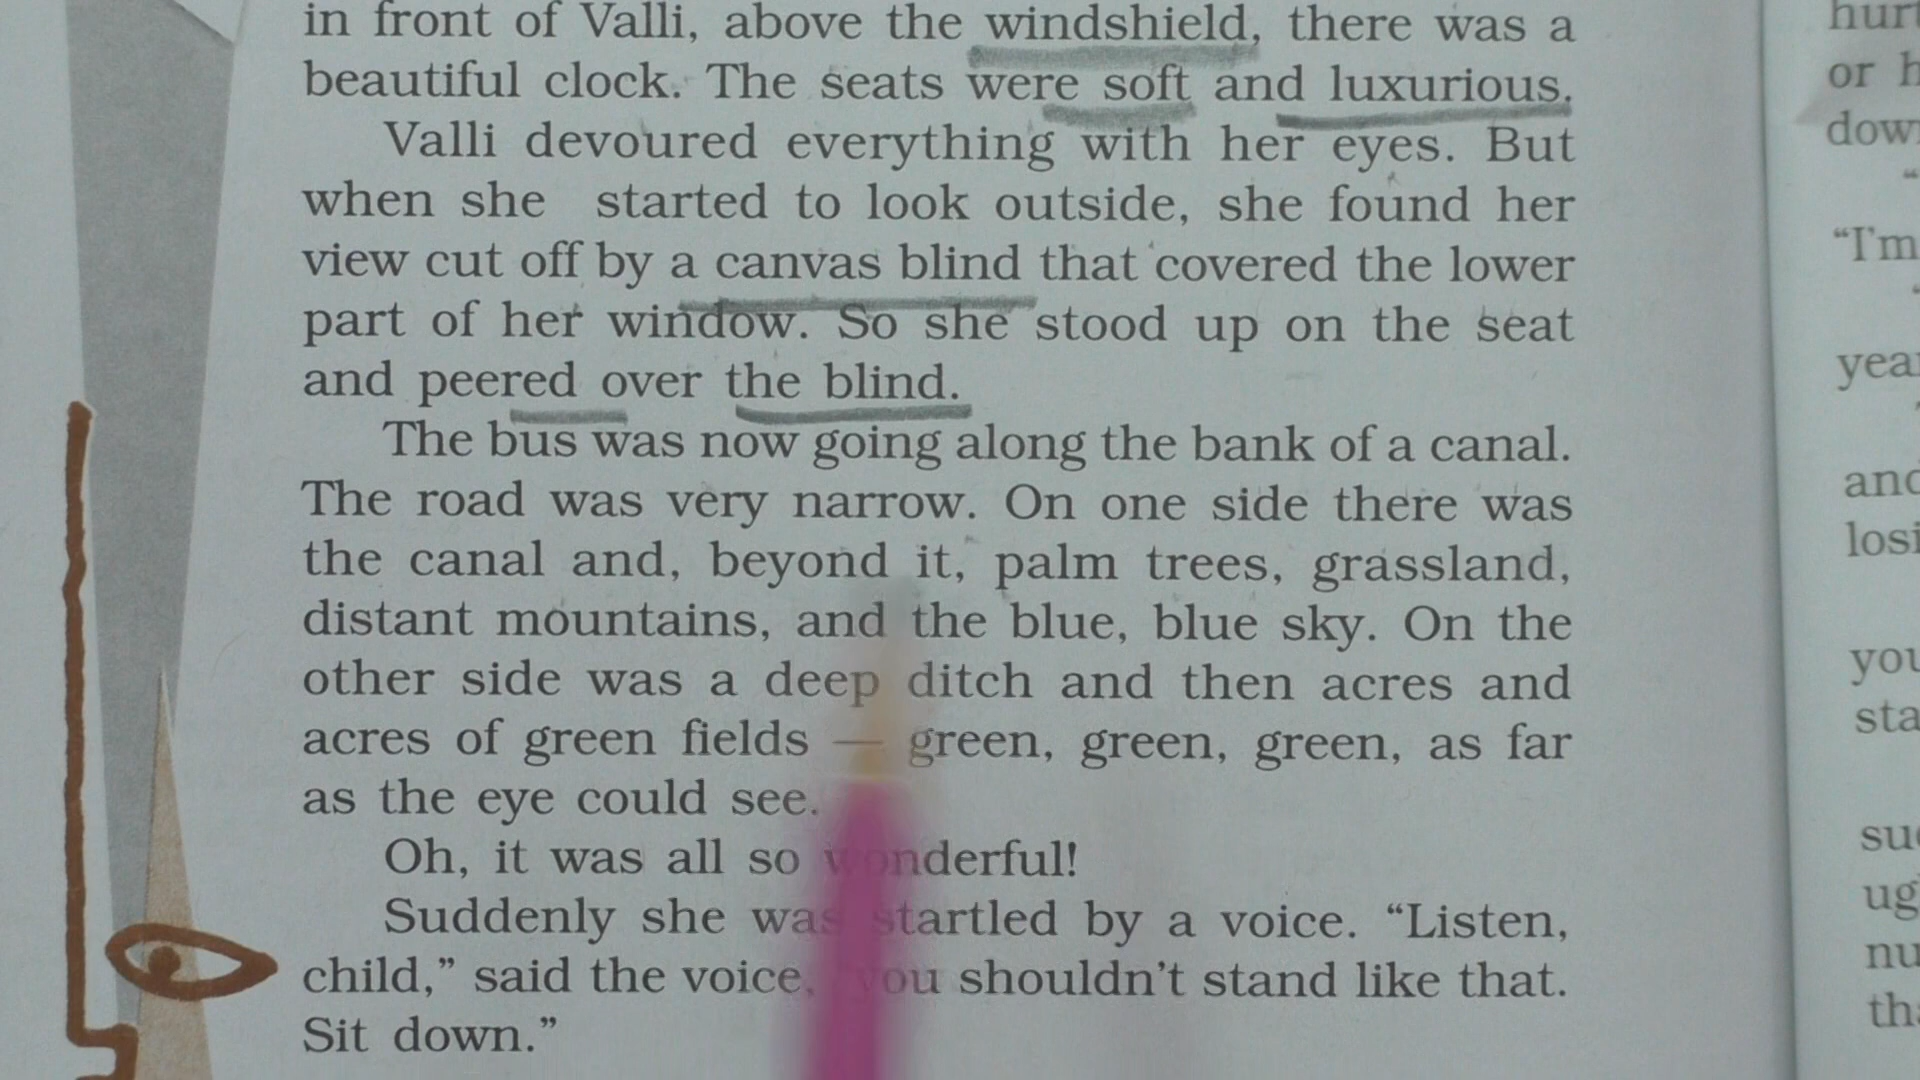 in front of Valli, above the windshield, there was a
beautiful clock. The seats were soft and luxurious.
Valli devoured everything with her eyes. But
when she started to look outside, she found her
view cut off by a canvas blind that covered the lower
part of her window. So she stood up on the seat
and peered over the blind.
The bus was now going along the bank of a canal.
The road was very narrow. On one side there was
the canal and, beyond it, palm trees, grassland,
distant mountains, and the blue, blue sky. On the
other side was a deep ditch and then acres and
acres of green fields — green, green, green, as far
as the eye could see.
Oh, it was all so wonderful!
Suddenly she was startled by a voice. “Listen,
child,” said the voice, “you shouldn't stand like that.
Sit down.”
or
“I'm